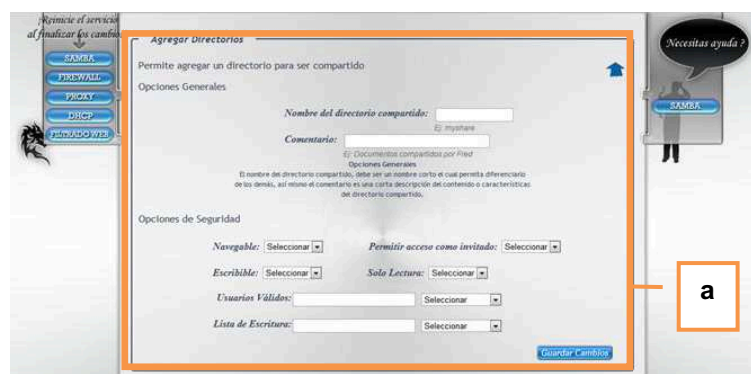 ¡Reinicie el servicio
al finalizar los cambios
SAMBA
FIREWALL
PROXY
DHCP
FILTRADO WEB
Agregar Directorios
Permite agregar un directorio para ser compartido
Opciones Generales
Nombre del directorio compartido:
Ej: myshare
Comentario:
Ej: Documentos compartidos por Fred
Opciones Generales
El nombre del directorio compartido, debe ser un nombre corto el cual permita diferenciarlo
de los demás, así mismo el comentario es una corta descripción del contenido o características
del directorio compartido.
Opciones de Seguridad
Navegable: Seleccionar Permitir acceso como invitado: Seleccionar
Escribible: Seleccionar Solo Lectura: Seleccionar
Usuarios Válidos: Seleccionar
Lista de Escritura: Seleccionar
Guardar Cambios
Necesitas ayuda ?
SAMBA
a